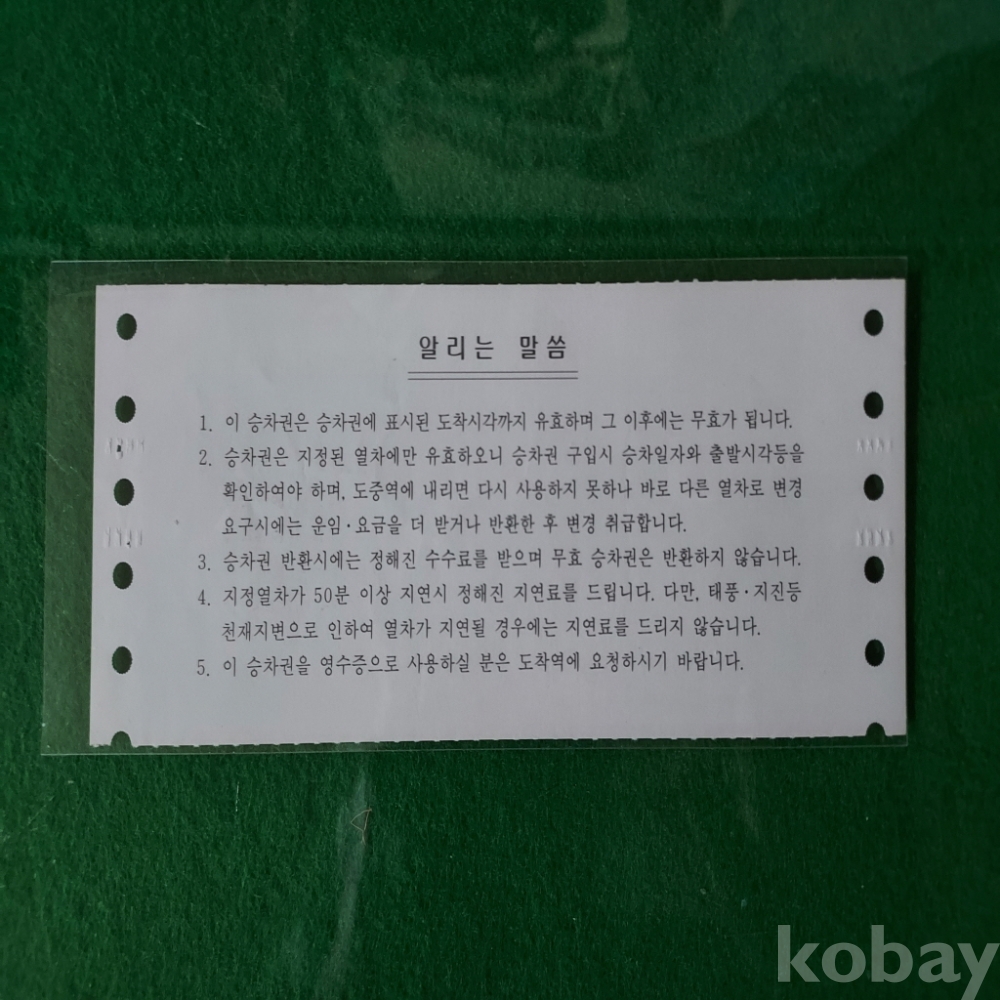 알리는 말씀
1. 이 승차권은 승차권에 표시된 도착시각까지 유효하며 그 이후에는 무효가 됩니다.
2. 승차권은 지정된 열차에만 유효하오니 승차권 구입시 승차일자와 출발시각등을
확인하여야 하며, 도중역에 내리면 다시 사용하지 못하나 바로 다른 열차로 변경
요구시에는 운임·요금을 더 받거나 반환한 후 변경 취급합니다.
3. 승차권 반환시에는 정해진 수수료를 받으며 무효 승차권은 반환하지 않습니다.
4. 지정열차가 50분 이상 지연시 정해진 지연료를 드립니다. 다만, 태풍·지진등
천재지변으로 인하여 열차가 지연될 경우에는 지연료를 드리지 않습니다.
5. 이 승차권을 영수증으로 사용하실 분은 도착역에 요청하시기 바랍니다.
kobay